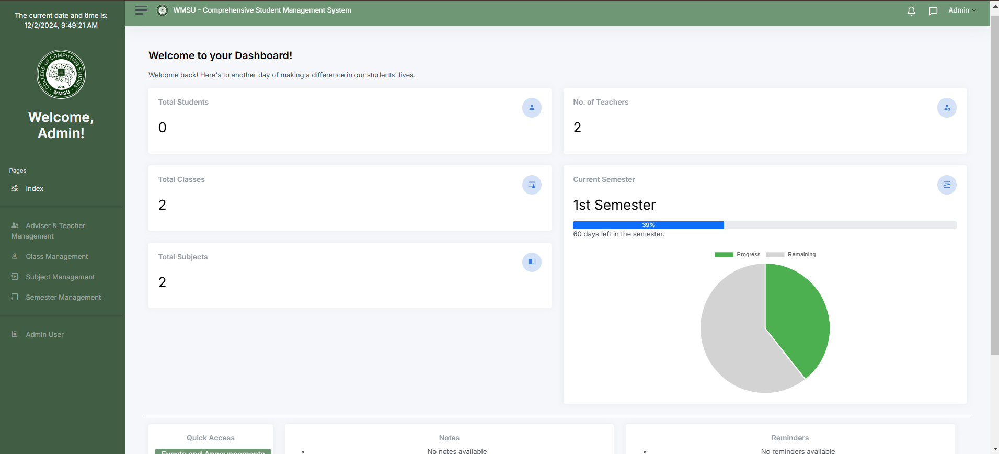 The current date and time is:
12/2/2024, 9:49:21 AM
COLLEGE OF COMPUTING STUDIES
2016
WMSU
Welcome,
Admin!
Pages
Index
Adviser & Teacher
Management
Class Management
Subject Management
Semester Management
Admin User
WMSU - Comprehensive Student Management System
Admin
Welcome to your Dashboard!
Welcome back! Here's to another day of making a difference in our students' lives.
Total Students
0
No. of Teachers
2
Total Classes
2
Current Semester
1st Semester
39%
60 days left in the semester.
Progress
Remaining
Total Subjects
2
Quick Access
Events and Announcements
Notes
• No notes available
Reminders
• No reminders available